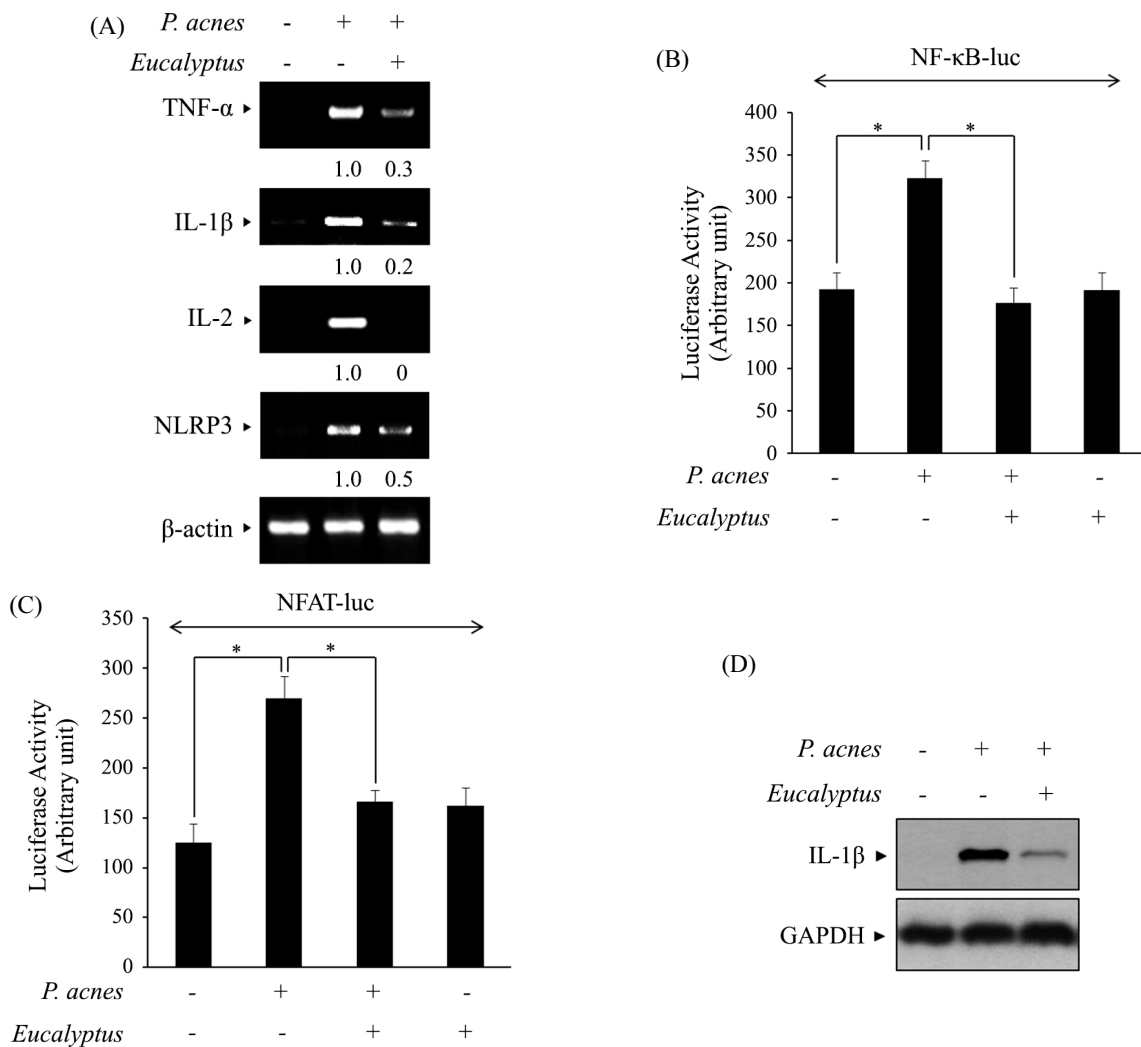 (A)
P. acnes - + +
Eucalyptus - - +
TNF-α
1.0 0.3
IL-1β
1.0 0.2
IL-2
1.0 0
NLRP3
1.0 0.5
β-actin
(B)
NF-κB-luc
Luciferase Activity
(Arbitrary unit)
400
350
300
250
200
150
100
50
0
* *
P. acnes - + + -
Eucalyptus - - + +
(C)
NFAT-luc
Luciferase Activity
(Arbitrary unit)
350
300
250
200
150
100
50
0
* *
P. acnes - + + -
Eucalyptus - - + +
(D)
P. acnes - + +
Eucalyptus - - +
IL-1β
GAPDH